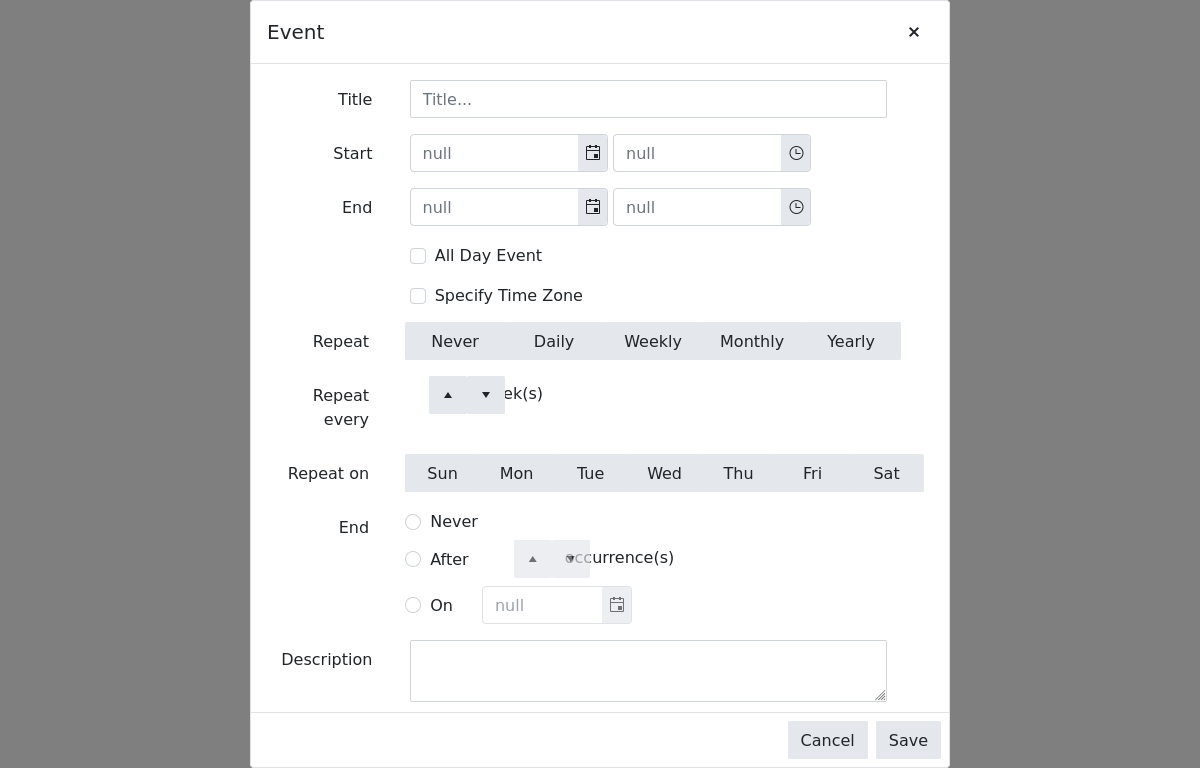 Event ×
Title Title...
Start null null
End null null
All Day Event
Specify Time Zone
Repeat Never Daily Weekly Monthly Yearly
Repeat every ek(s)
Repeat on Sun Mon Tue Wed Thu Fri Sat
End Never
After occurrence(s)
On null
Description
Cancel Save